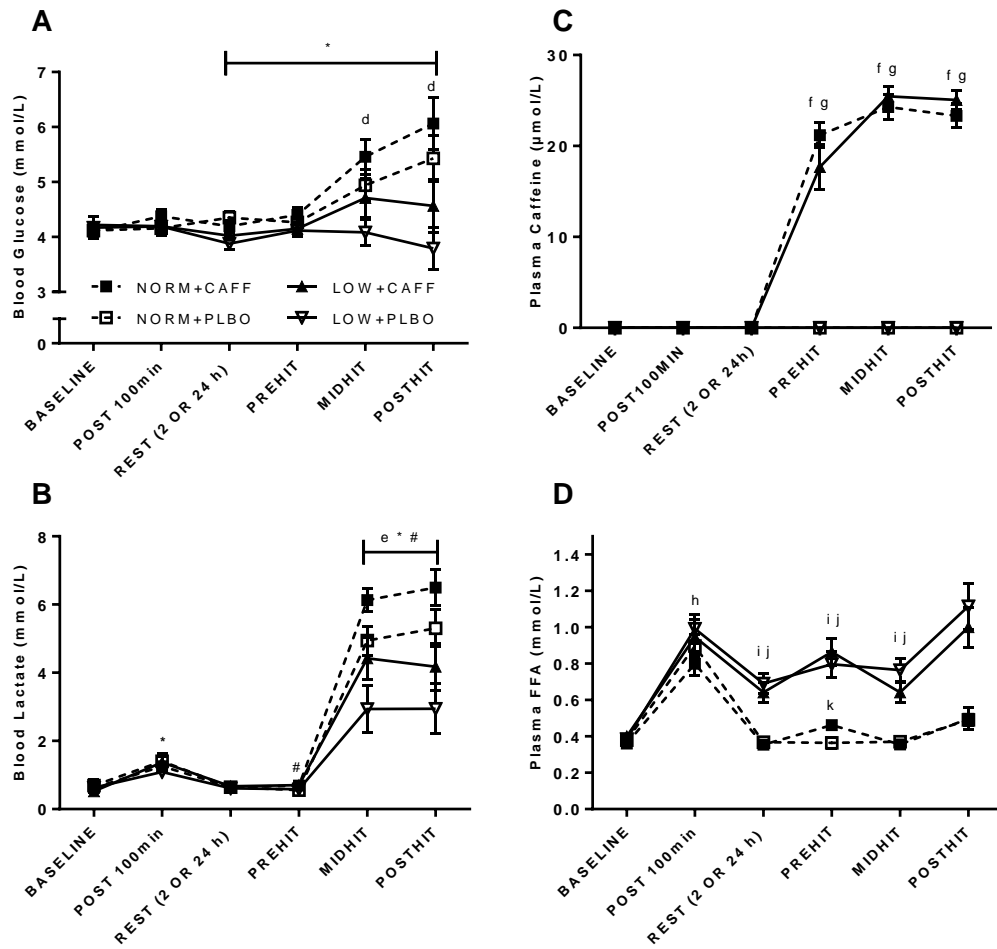 A
*
d
d
7
6
5
4
3
0
Blood Glucose (mmol/L)
NORM+CAFF
LOW+CAFF
NORM+PLBO
LOW+PLBO
BASELINE
POST 100min
REST (2 OR 24 h)
PREHIT
MIDHIT
POSTHIT
C
f g
f g
f g
30
20
10
0
Plasma Caffeine (µmol/L)
BASELINE
POST100MIN
REST (2 OR 24h)
PREHIT
MIDHIT
POSTHIT
B
e * #
*
#
8
6
4
2
0
Blood Lactate (mmol/L)
BASELINE
POST 100min
REST (2 OR 24 h)
PREHIT
MIDHIT
POSTHIT
D
h
i j
i j
i j
k
1.4
1.2
1.0
0.8
0.6
0.4
0.2
0.0
Plasma FFA (mmol/L)
BASELINE
POST 100min
REST (2 OR 24 h)
PREHIT
MIDHIT
POSTHIT